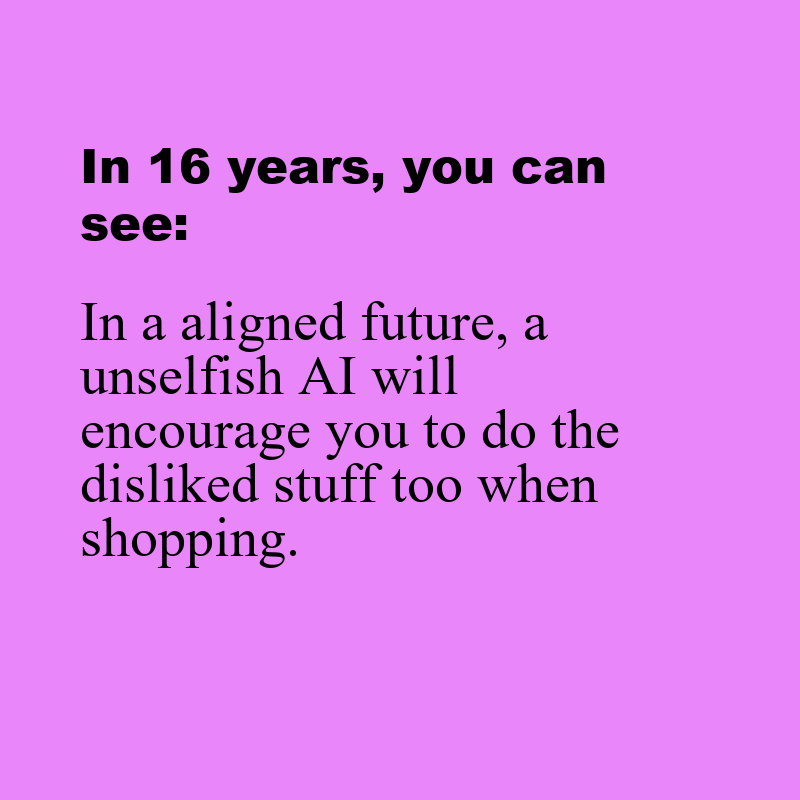 In 16 years, you can
see:
In a aligned future, a
unselfish AI will
encourage you to do the
disliked stuff too when
shopping.